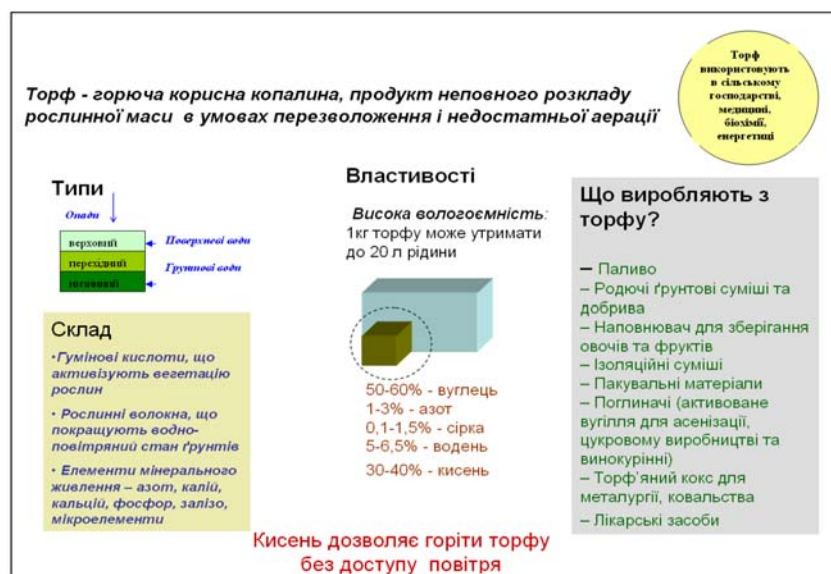 Торф
використовують
в сільському
господарстві,
медицині,
біохімії,
енергетиці
Торф - горюча корисна копалина, продукт неповного розкладу
рослинної маси в умовах перезволоження і недостатньої аерації
Типи
Опади
верховий
перехідний
низинний
Поверхневі води
Грунтові води
Склад
•Гумінові кислоти, що
активізують вегетацію
рослин
• Рослинні волокна, що
покращують водно-
повітряний стан ґрунтів
• Елементи мінерального
живлення – азот, калій,
кальцій, фосфор, залізо,
мікроелементи
Властивості
Висока вологоємність:
1кг торфу може утримати
до 20 л рідини
50-60% - вуглець
1-3% - азот
0,1-1,5% - сірка
5-6,5% - водень
30-40% - кисень
Кисень дозволяє горіти торфу
без доступу повітря
Що виробляють з
торфу?
– Паливо
– Родючі ґрунтові суміші та
добрива
– Наповнювач для зберігання
овочів та фруктів
– Ізоляційні суміші
– Пакувальні матеріали
– Поглиначі (активоване
вугілля для асенізації,
цукровому виробництві та
винокурінні)
– Торф'яний кокс для
металургії, ковальства
– Лікарські засоби